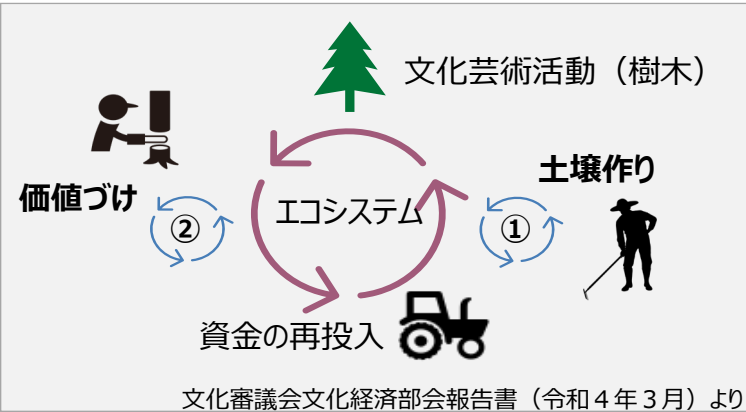 文化芸術活動（樹木）
価値づけ
土壌作り
②
エコシステム
①
資金の再投入
文化審議会文化経済部会報告書（令和４年３月）より